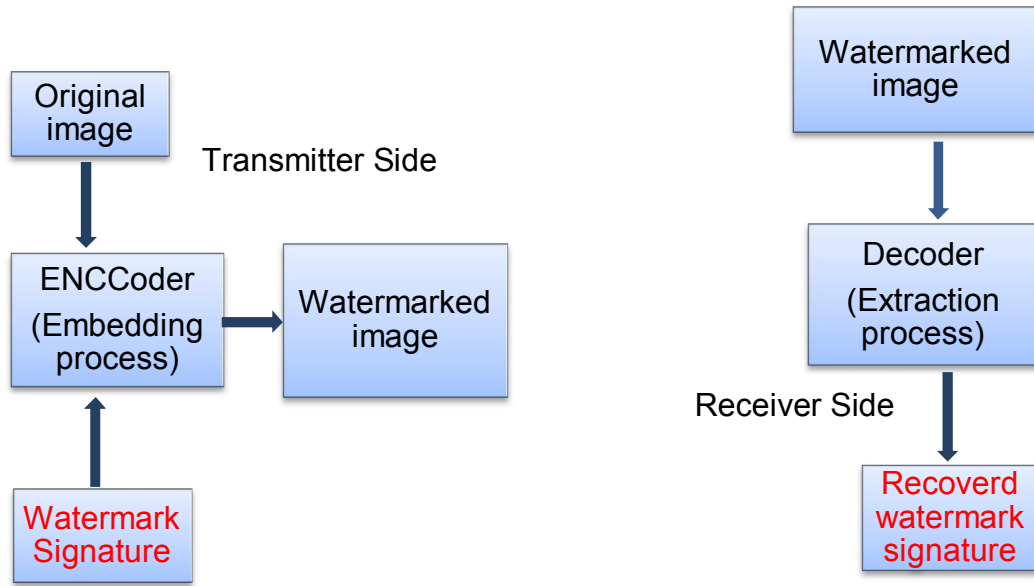 Original
image
Transmitter Side
ENCCoder
(Embedding
process)
Watermarked
image
Watermark
Signature
Watermarked
image
Decoder
(Extraction
process)
Receiver Side
Recoverd
watermark
signature